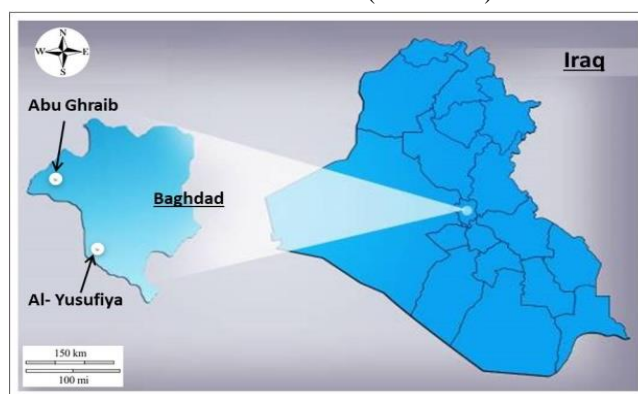 N
W E
S
Iraq
Abu Ghraib
Baghdad
Al- Yusufiya
150 km
100 mi